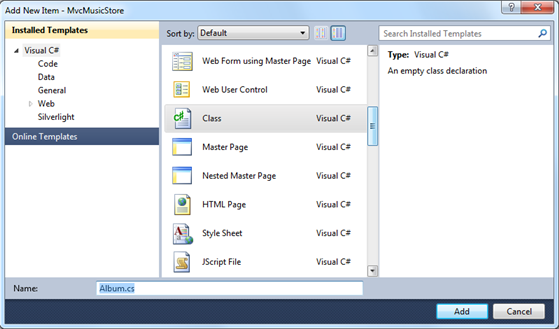 Add New Item - MvcMusicStore
Installed Templates
Visual C#
Code
Data
General
Web
Silverlight
Online Templates
Sort by: Default
Web Form using Master Page Visual C#
Web User Control Visual C#
Class Visual C#
Master Page Visual C#
Nested Master Page Visual C#
HTML Page Visual C#
Style Sheet Visual C#
JScript File Visual C#
Search Installed Templates
Type: Visual C#
An empty class declaration
Name: Album.cs
Add Cancel